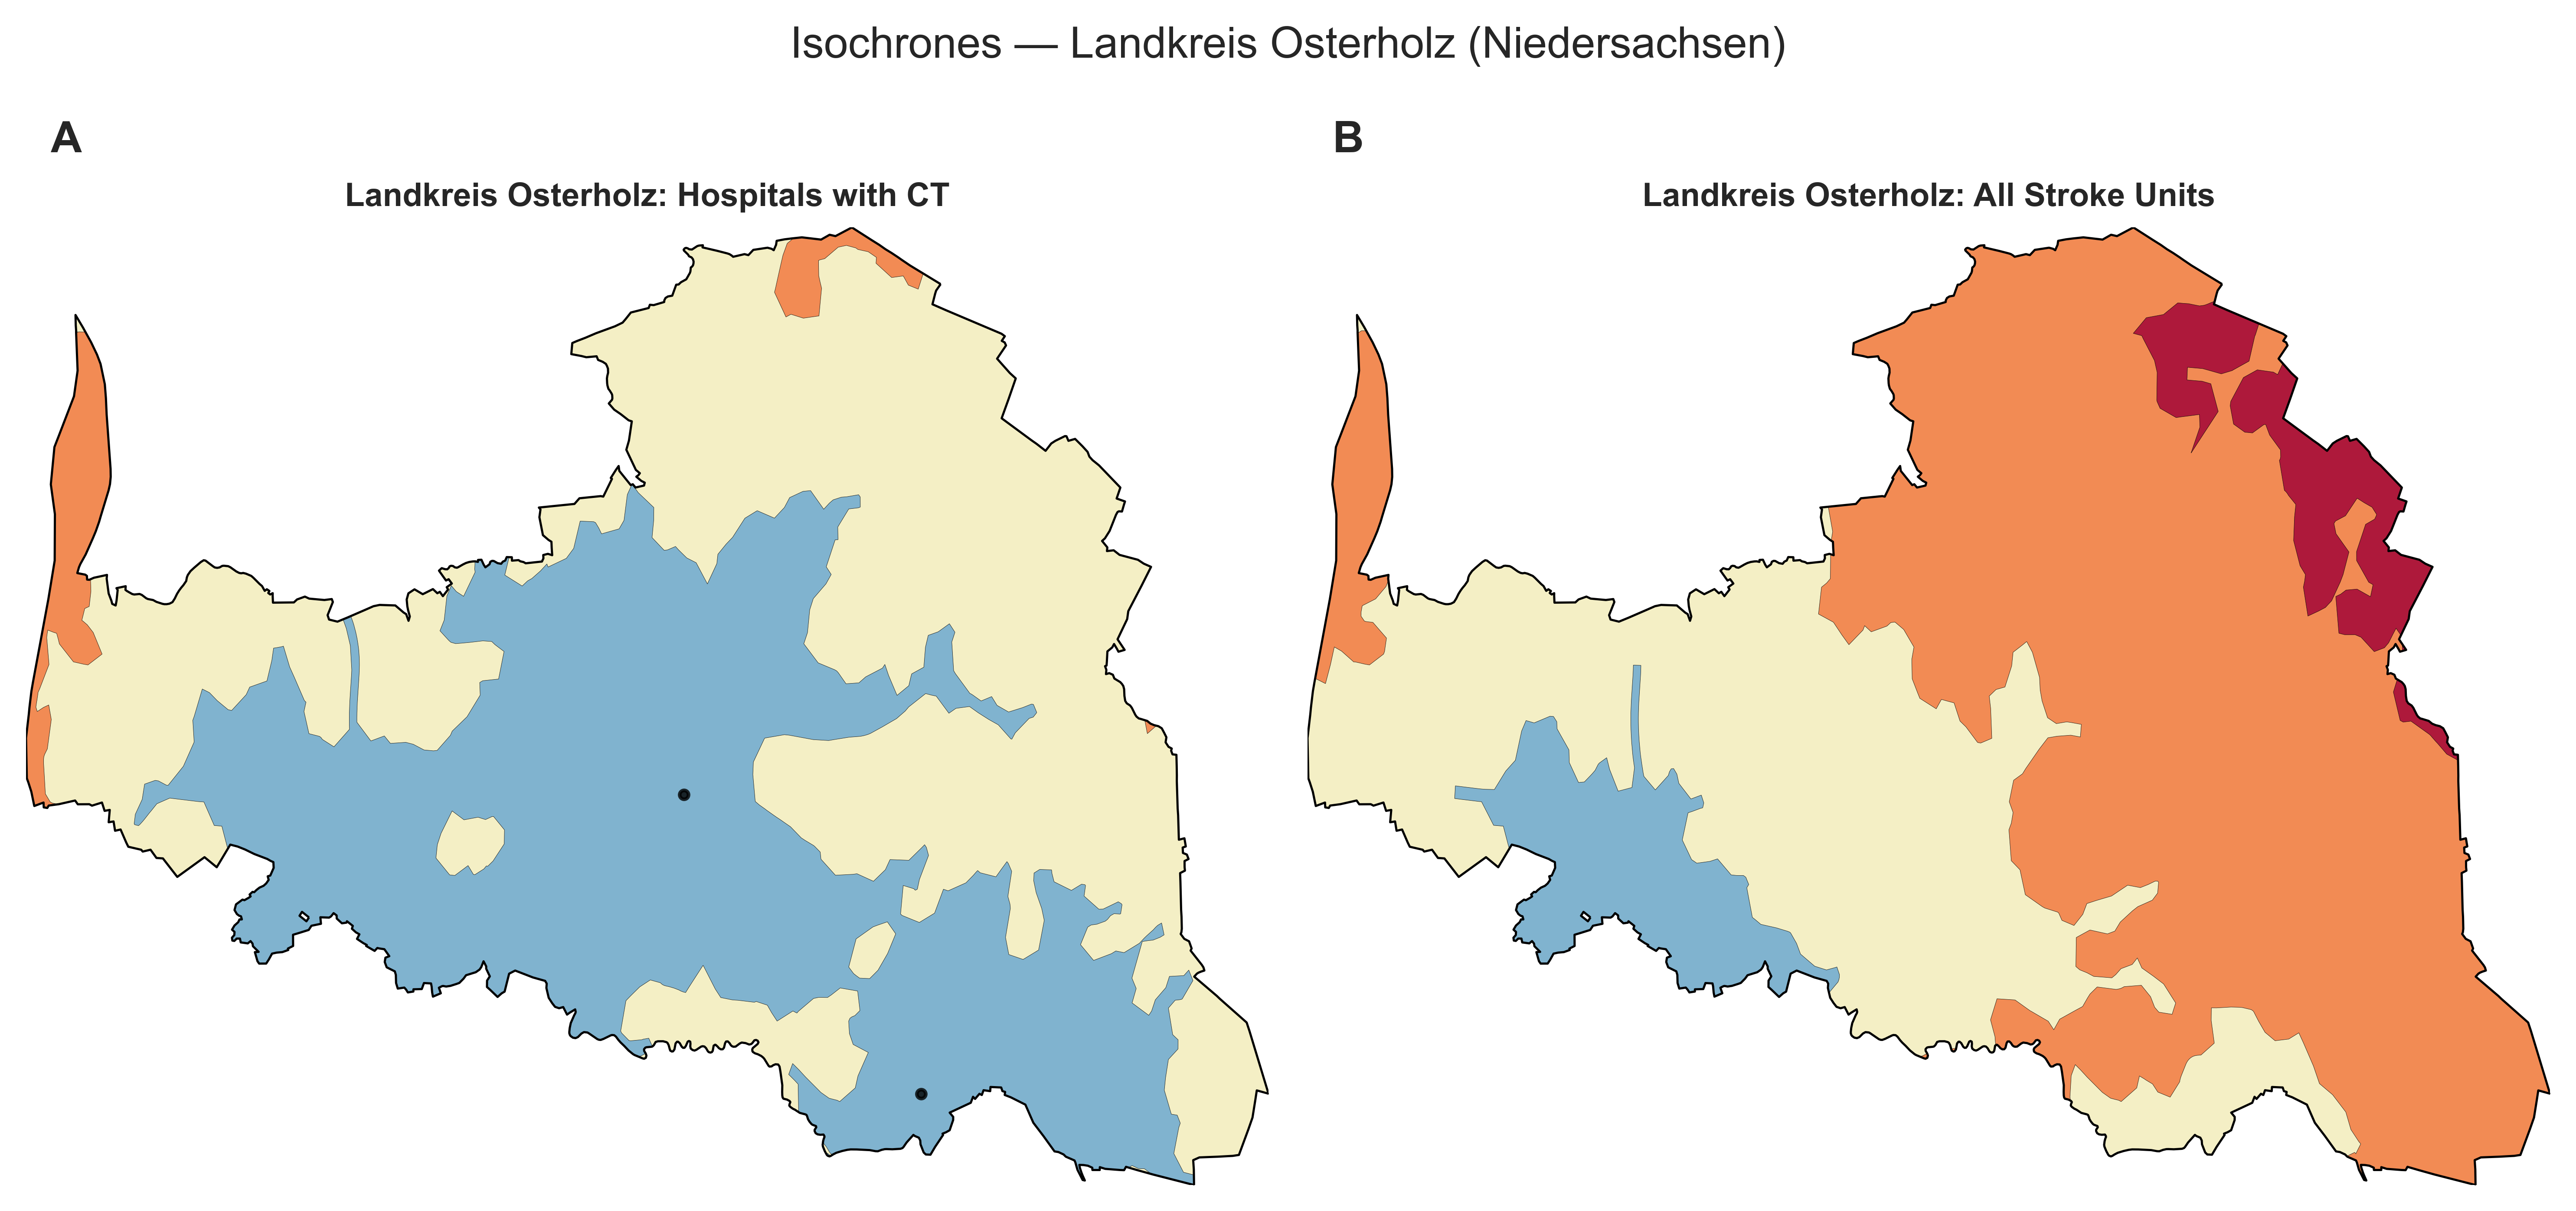 Isochrones — Landkreis Osterholz (Niedersachsen)
A
B
Landkreis Osterholz: Hospitals with CT
Landkreis Osterholz: All Stroke Units